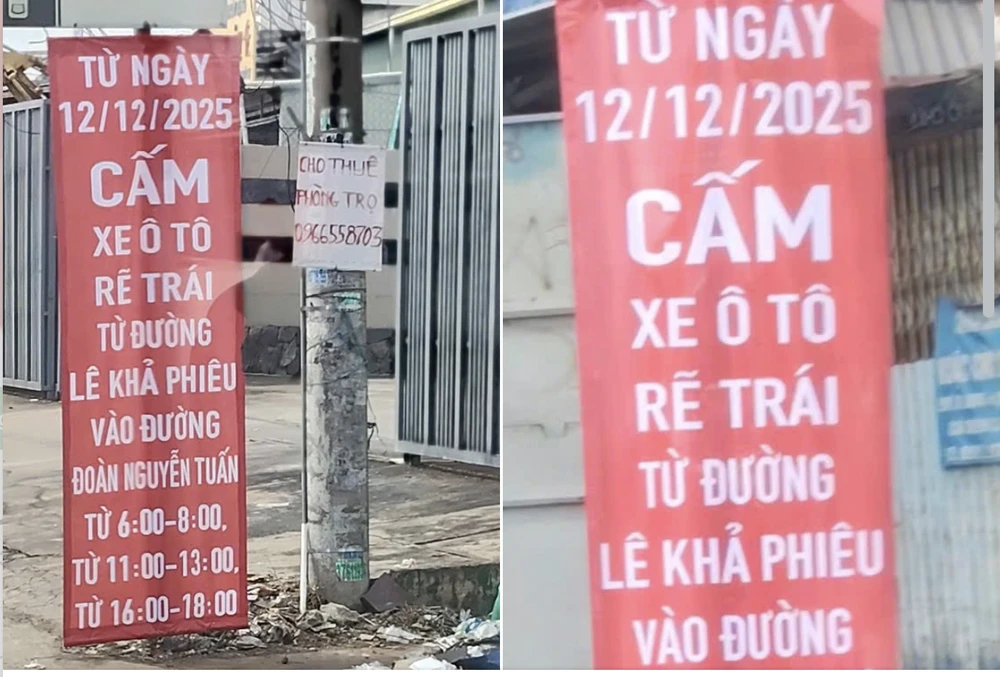 TỪ NGÀY
12/12/2025
CẤM
XE Ô TÔ
RẼ TRÁI
TỪ ĐƯỜNG
LÊ KHẢ PHIÊU
VÀO ĐƯỜNG
ĐOÀN NGUYỄN TUẤN
TỪ 6:00-8:00,
TỪ 11:00-13:00,
TỪ 16:00-18:00
CHO THUÊ
PHÒNG TRỌ
0966558703
TỪ NGÀY
12/12/2025
CẤM
XE Ô TÔ
RẼ TRÁI
TỪ ĐƯỜNG
LÊ KHẢ PHIÊU
VÀO ĐƯỜNG